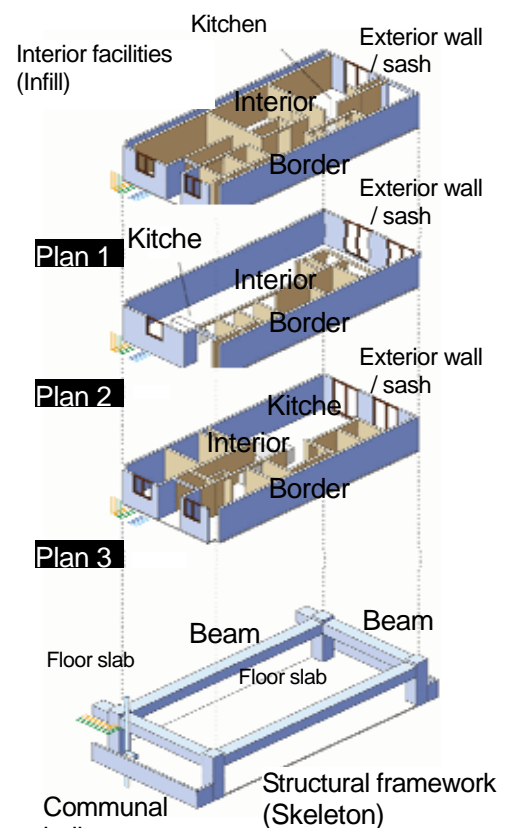 Kitchen
Interior facilities
(Infill)
Exterior wall
/ sash
Interior
Border
Exterior wall
/ sash
Plan 1
Kitche
Interior
Border
Exterior wall
/ sash
Plan 2
Kitche
Interior
Border
Plan 3
Beam
Beam
Floor slab
Floor slab
Structural framework
(Skeleton)
Communal